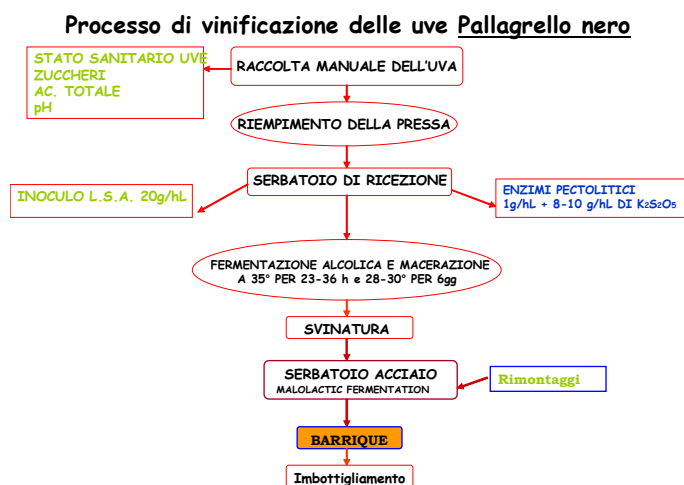 Processo di vinificazione delle uve Pallagrello nero
STATO SANITARIO UVE
ZUCCHERI
AC. TOTALE
pH
RACCOLTA MANUALE DELL'UVA
RIEMPIMENTO DELLA PRESSA
SERBATOIO DI RICEZIONE
INOCULO L.S.A. 20g/hL
ENZIMI PECTOLITICI
1g/hL + 8-10 g/hL DI K2S2O5
FERMENTAZIONE ALCOLICA E MACERAZIONE
A 35° PER 23-36 h e 28-30° PER 6gg
SVINATURA
SERBATOIO ACCIAIO
MALOLACTIC FERMENTATION
Rimontaggi
BARRIQUE
Imbottigliamento